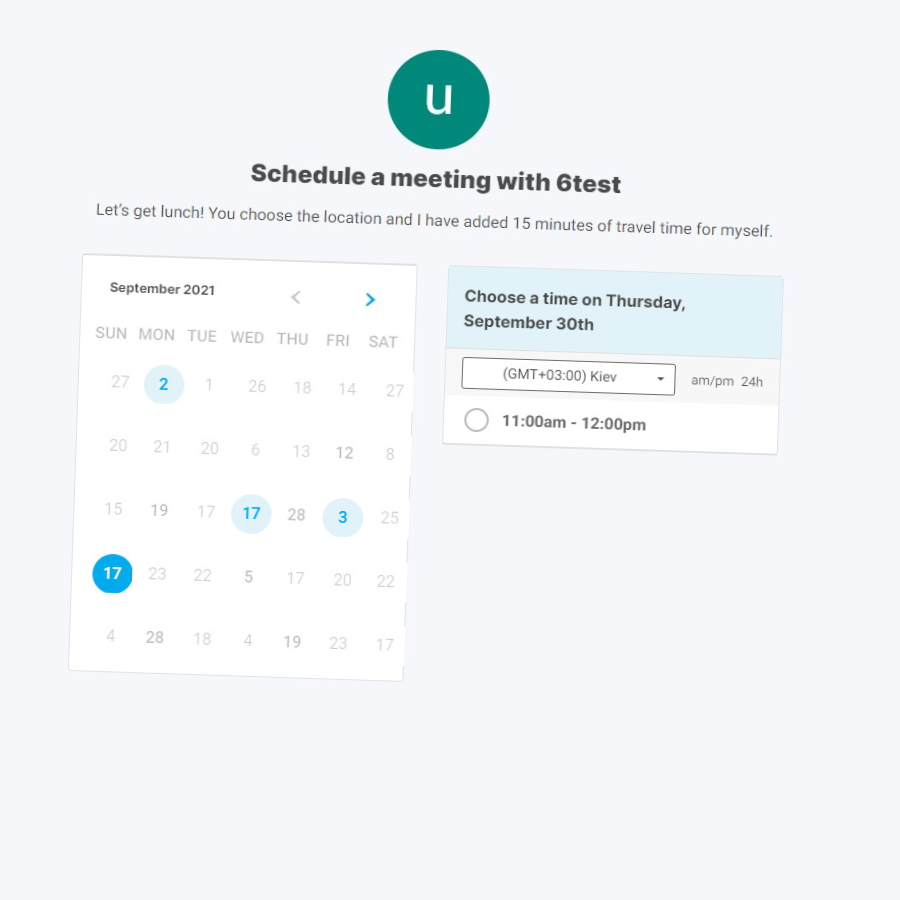 u
Schedule a meeting with 6test
Let's get lunch! You choose the location and I have added 15 minutes of travel time for myself.
September 2021
SUN MON TUE WED THU FRI SAT
27 2 1 26 18 14 27
20 21 20 6 13 12 8
15 19 17 17 28 3 25
17 23 22 5 17 20 22
4 28 18 4 19 23 17
Choose a time on Thursday,
September 30th
(GMT+03:00) Kiev am/pm 24h
11:00am - 12:00pm